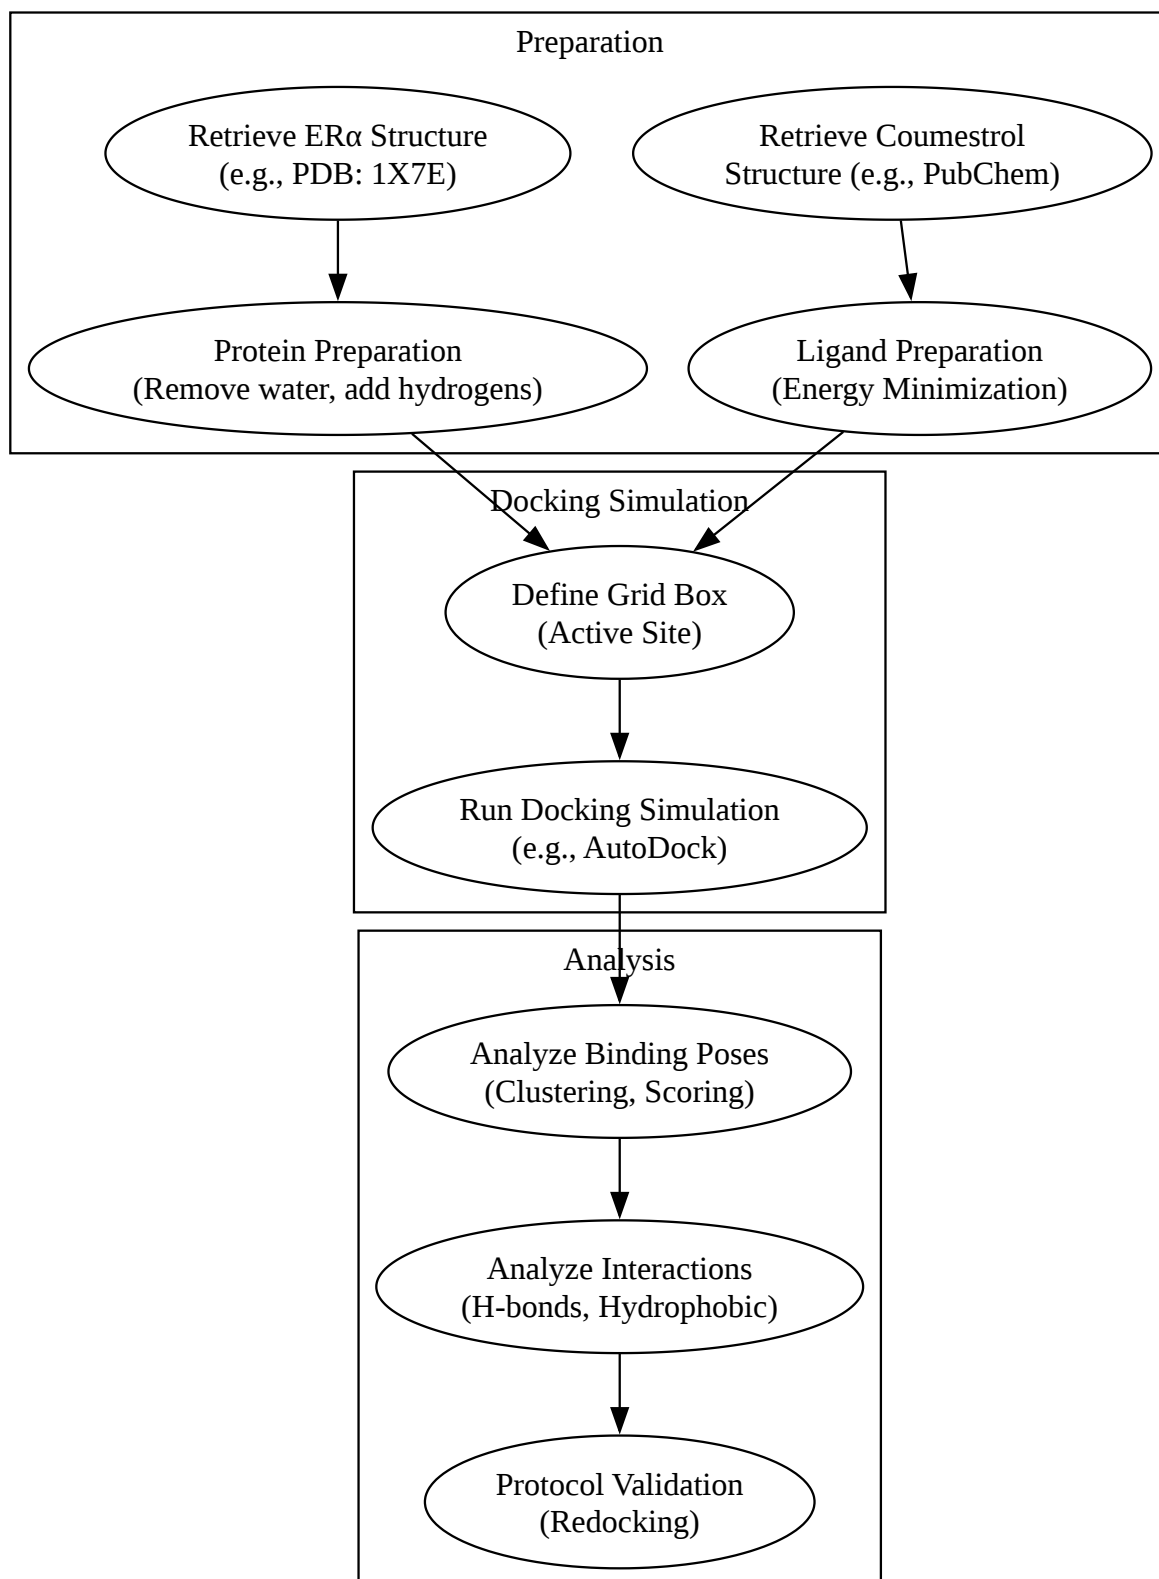 Preparation
Retrieve ERα Structure
(e.g., PDB: 1X7E)
Retrieve Coumestrol
Structure (e.g., PubChem)
Protein Preparation
(Remove water, add hydrogens)
Ligand Preparation
(Energy Minimization)
Docking Simulation
Define Grid Box
(Active Site)
Run Docking Simulation
(e.g., AutoDock)
Analysis
Analyze Binding Poses
(Clustering, Scoring)
Analyze Interactions
(H-bonds, Hydrophobic)
Protocol Validation
(Redocking)